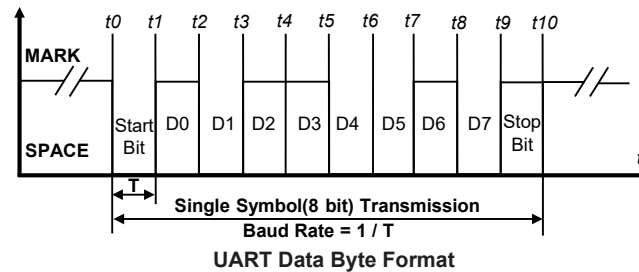 t0 t1 t2 t3 t4 t5 t6 t7 t8 t9 t10
MARK
Start Bit D0 D1 D2 D3 D4 D5 D6 D7 Stop Bit
SPACE
t
T
Single Symbol(8 bit) Transmission
Baud Rate = 1 / T
UART Data Byte Format